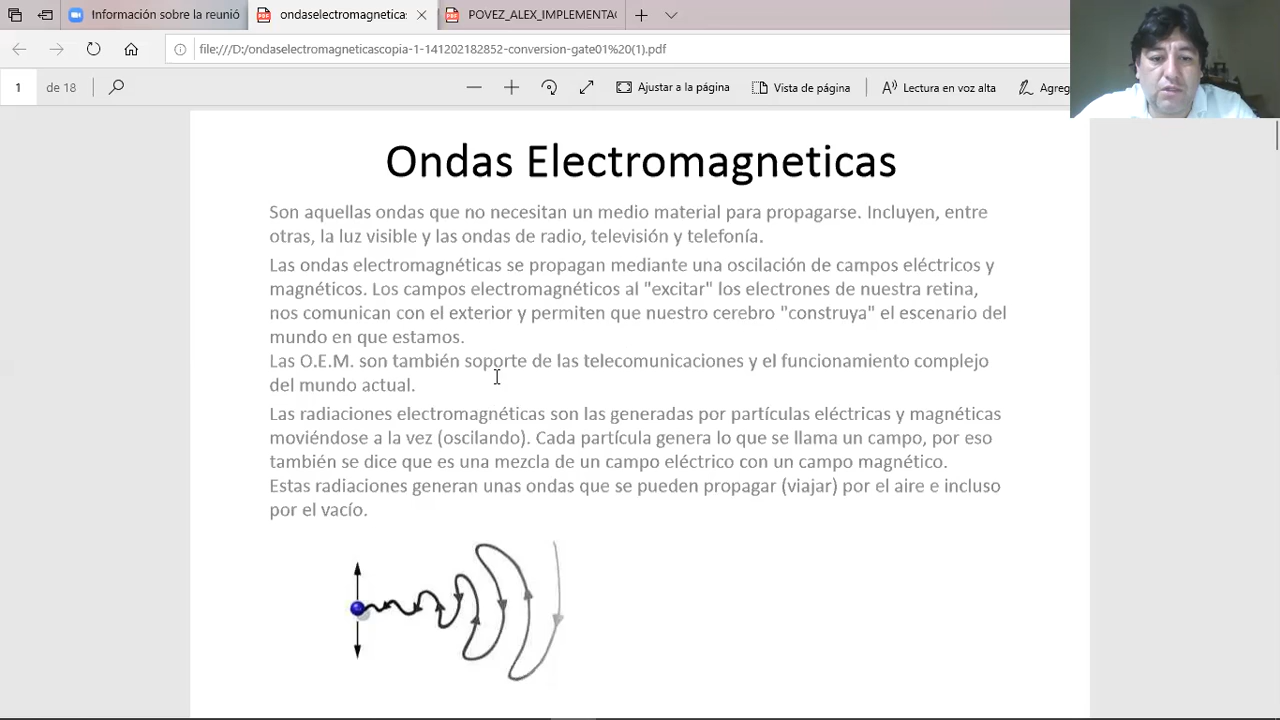 Información sobre la reunió
ondaselectromagneticas
POVEZ_ALEX_IMPLEMENTAC
file:///D:/ondaselectromagneticascopia-1-141202182852-conversion-gate01%20(1).pdf
1 de 18
Ajustar a la página
Vista de página
Lectura en voz alta
Agreg
Ondas Electromagneticas
Son aquellas ondas que no necesitan un medio material para propagarse. Incluyen, entre
otras, la luz visible y las ondas de radio, televisión y telefonía.
Las ondas electromagnéticas se propagan mediante una oscilación de campos eléctricos y
magnéticos. Los campos electromagnéticos al "excitar" los electrones de nuestra retina,
nos comunican con el exterior y permiten que nuestro cerebro "construya" el escenario del
mundo en que estamos.
Las O.E.M. son también soporte de las telecomunicaciones y el funcionamiento complejo
del mundo actual.
Las radiaciones electromagnéticas son las generadas por partículas eléctricas y magnéticas
moviéndose a la vez (oscilando). Cada partícula genera lo que se llama un campo, por eso
también se dice que es una mezcla de un campo eléctrico con un campo magnético.
Estas radiaciones generan unas ondas que se pueden propagar (viajar) por el aire e incluso
por el vacío.